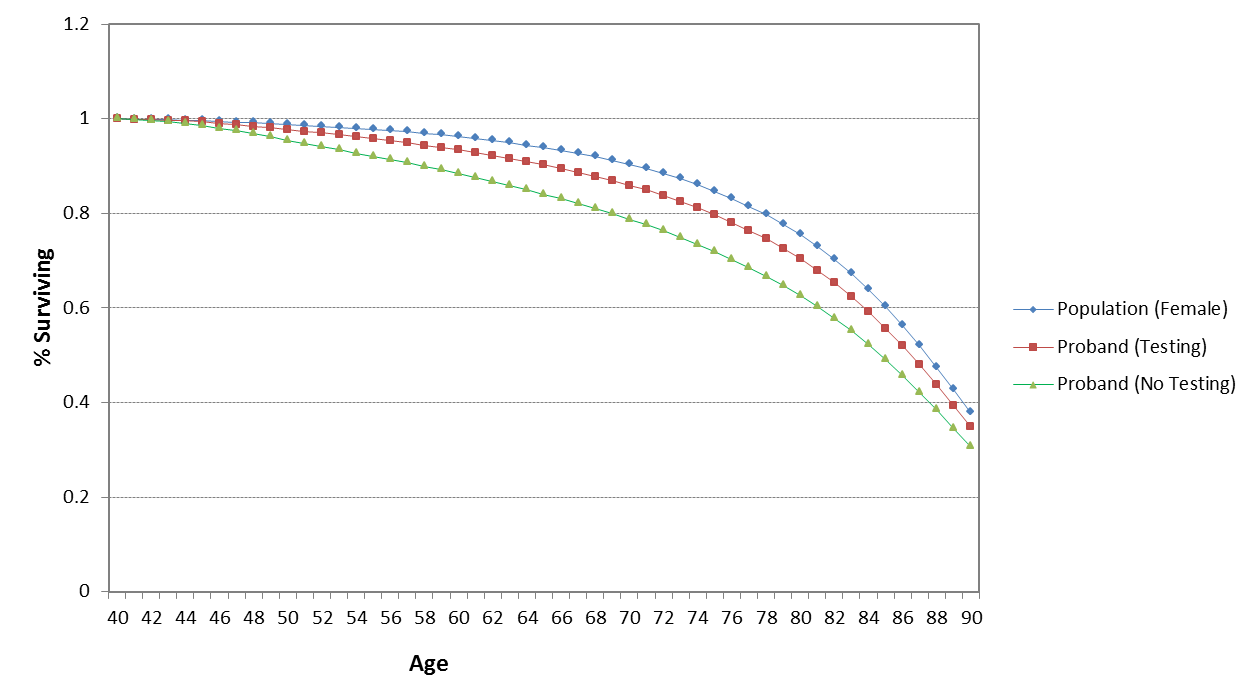 1.2
1
0.8
0.6
0.4
0.2
0
% Surviving
40 42 44 46 48 50 52 54 56 58 60 62 64 66 68 70 72 74 76 78 80 82 84 86 88 90
Age
Population (Female)
Proband (Testing)
Proband (No Testing)